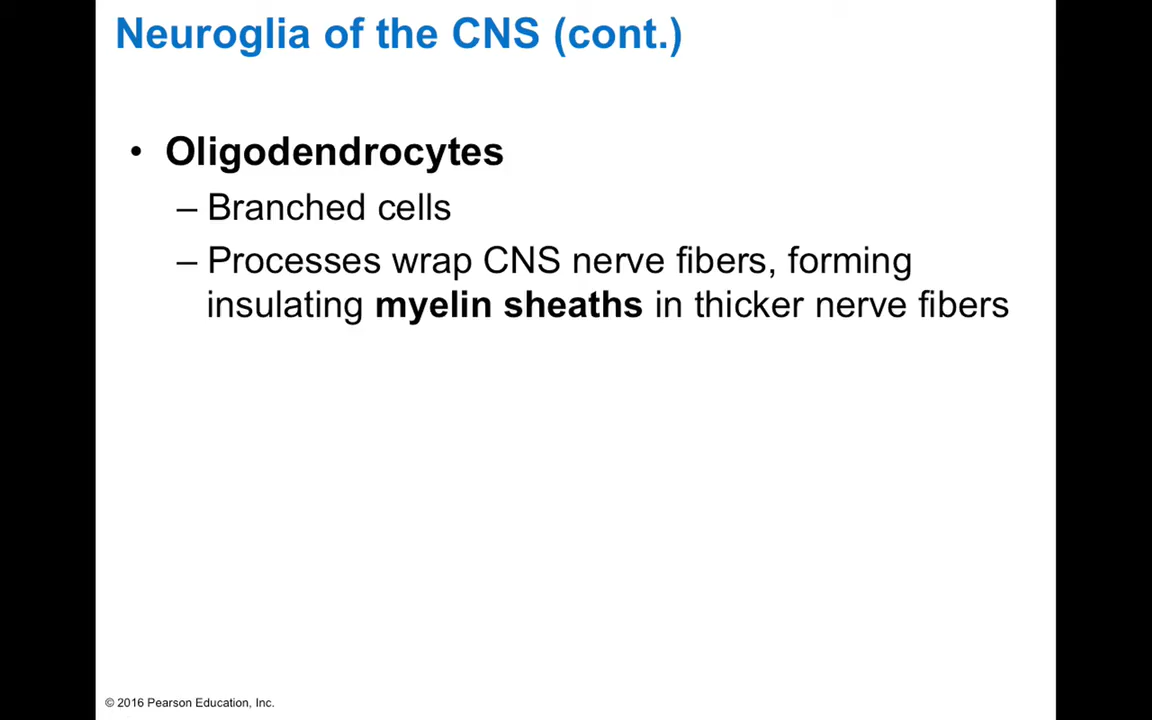 Neuroglia of the CNS (cont.)
• Oligodendrocytes
– Branched cells
– Processes wrap CNS nerve fibers, forming
insulating myelin sheaths in thicker nerve fibers
© 2016 Pearson Education, Inc.